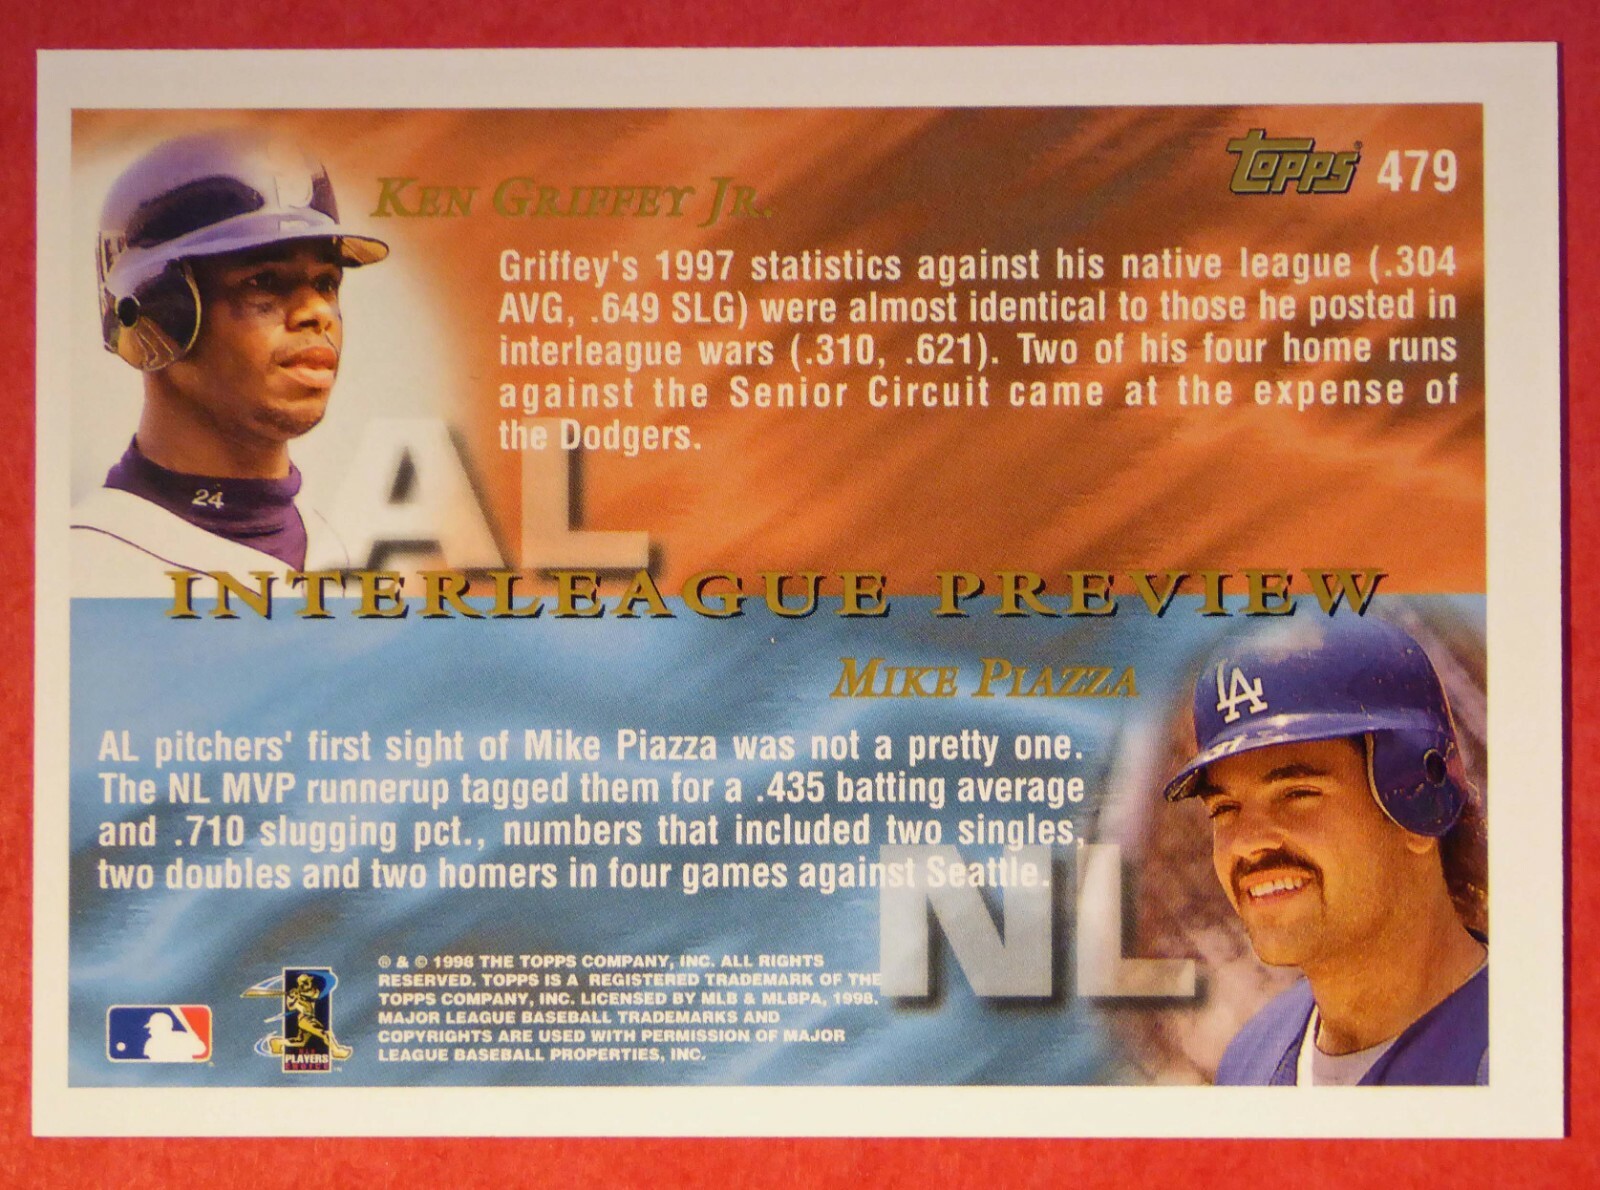 Topps 479
KEN GRIFFEY JR.
Griffey's 1997 statistics against his native league (.304
AVG, .649 SLG) were almost identical to those he posted in
interleague wars (.310, .621). Two of his four home runs
against the Senior Circuit came at the expense of
the Dodgers.
24
AL
INTERLEAGUE PREVIEW
MIKE PIAZZA
LA
AL pitchers' first sight of Mike Piazza was not a pretty one.
The NL MVP runnerup tagged them for a .435 batting average
and .710 slugging pct., numbers that included two singles,
two doubles and two homers in four games against Seattle.
NL
® & © 1998 THE TOPPS COMPANY, INC. ALL RIGHTS
RESERVED. TOPPS IS A REGISTERED TRADEMARK OF THE
TOPPS COMPANY, INC. LICENSED BY MLB & MLBPA, 1998.
MAJOR LEAGUE BASEBALL TRADEMARKS AND
COPYRIGHTS ARE USED WITH PERMISSION OF MAJOR
LEAGUE BASEBALL PROPERTIES, INC.
PLAYERS